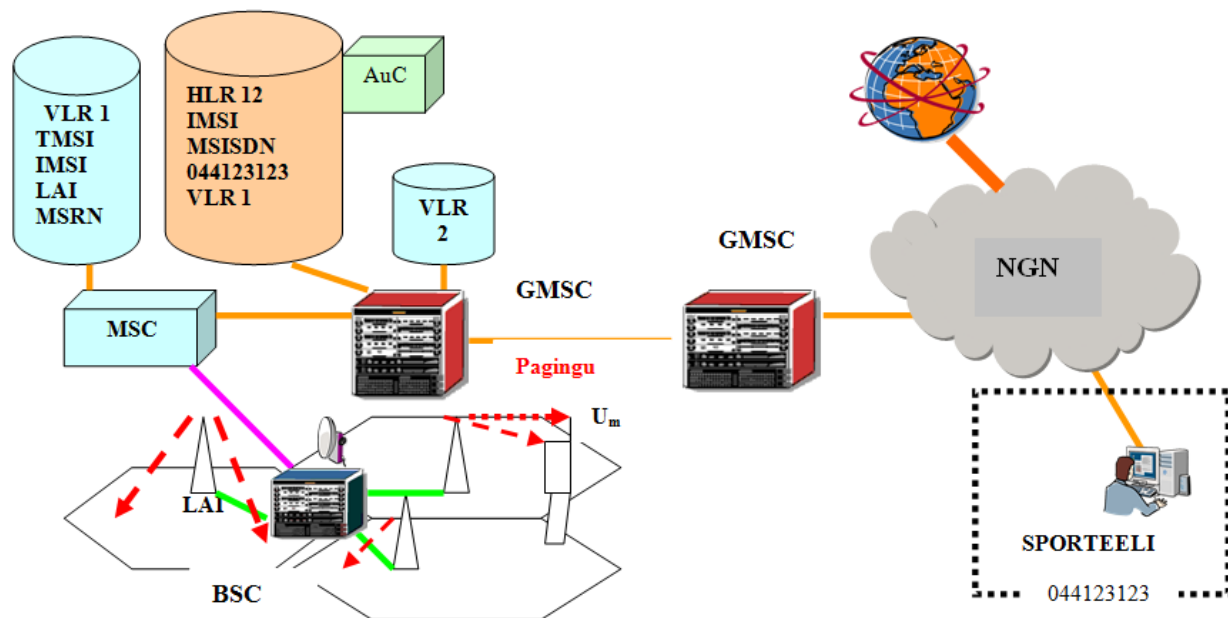 VLR 1
TMSI
IMSI
LAI
MSRN
HLR 12
IMSI
MSISDN
044123123
VLR 1
AuC
VLR
2
GMSC
GMSC
NGN
MSC
Pagingu
Um
LAI
BSC
SPORTEELI
044123123